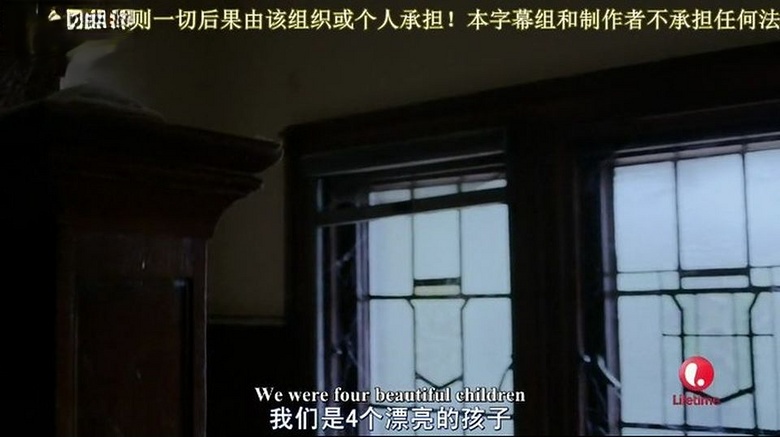 则一切后果由该组织或个人承担！本字幕组和制作者不承担任何法
We were four beautiful children
我们是4个漂亮的孩子
Lifetime